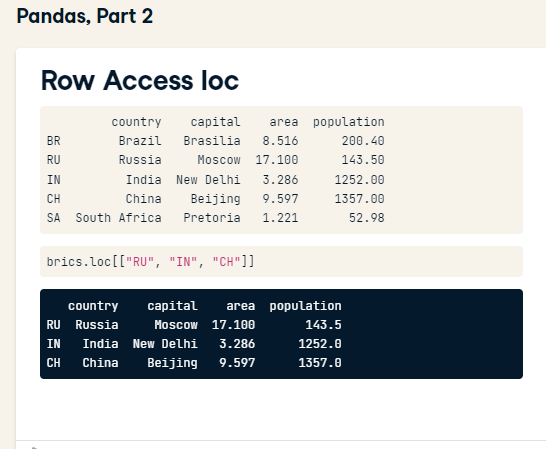 Pandas, Part 2
Row Access loc
country capital area population
BR Brazil Brasilia 8.516 200.40
RU Russia Moscow 17.100 143.50
IN India New Delhi 3.286 1252.00
CH China Beijing 9.597 1357.00
SA South Africa Pretoria 1.221 52.98
brics.loc[["RU", "IN", "CH"]]
country capital area population
RU Russia Moscow 17.100 143.5
IN India New Delhi 3.286 1252.0
CH China Beijing 9.597 1357.0